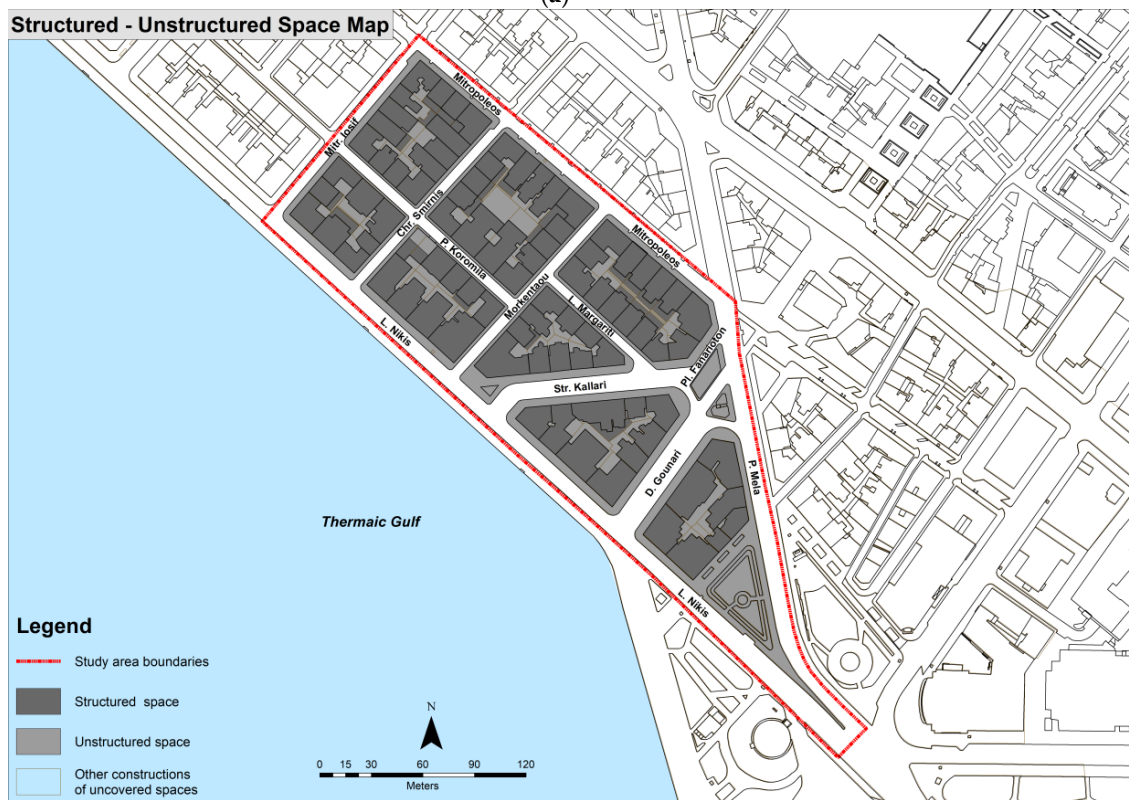 (a)
Structured - Unstructured Space Map
Mitropoleos
Mitr. Iosif
Chr. Smirnis
P. Koromila
Mitropoleos
Morkentaou
L. Margariti
L. Nikis
Pl. Fanarioton
Str. Kallari
D. Gounari
P. Mela
Thermaic Gulf
L. Nikis
Legend
Study area boundaries
Structured space
Unstructured space
Other constructions
of uncovered spaces
N
0 15 30 60 90 120
Meters